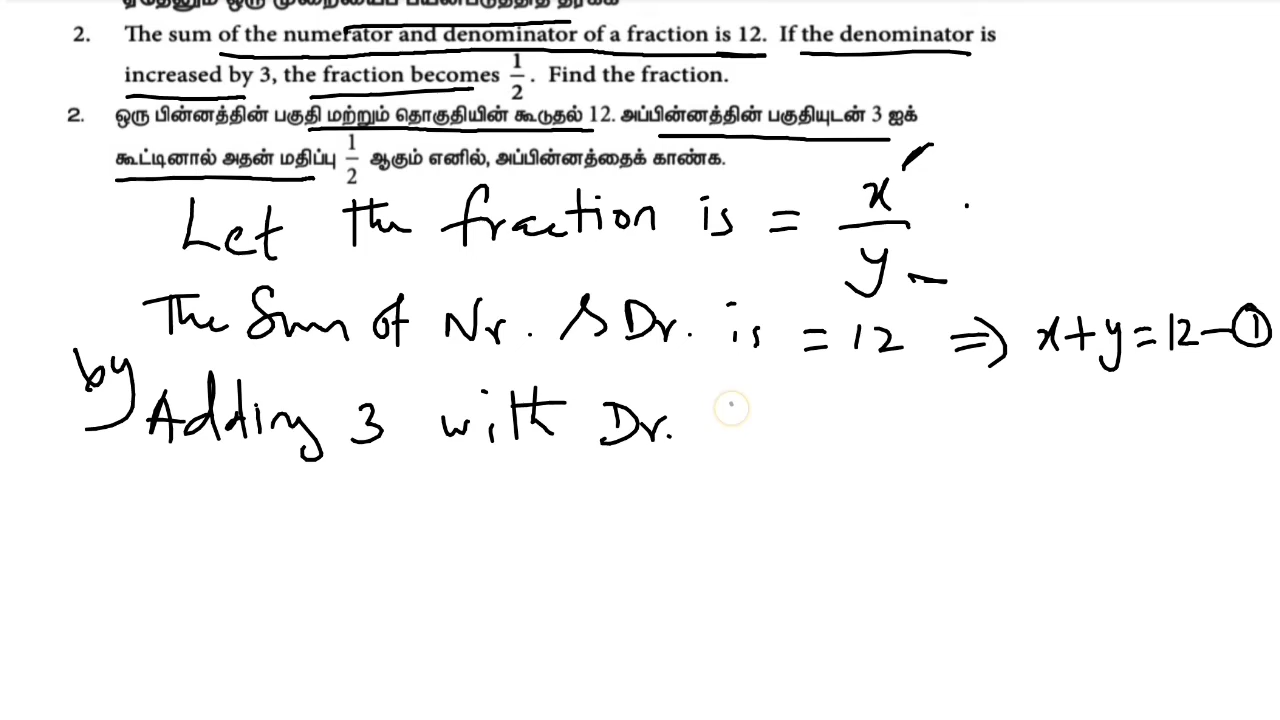 2. The sum of the numerator and denominator of a fraction is 12. If the denominator is
increased by 3, the fraction becomes 1/2. Find the fraction.
2. ஒரு பின்னத்தின் பகுதி மற்றும் தொகுதியின் கூடுதல் 12. அப்பின்னத்தின் பகுதியுடன் 3 ஐக்
கூட்டினால் அதன் மதிப்பு 1/2 ஆகும் எனில், அப்பின்னத்தைக் காண்க.
Let the fraction is = x/y
The Sum of Nr. & Dr. is = 12 ⇒ x+y=12—①
by Adding 3 with Dr.